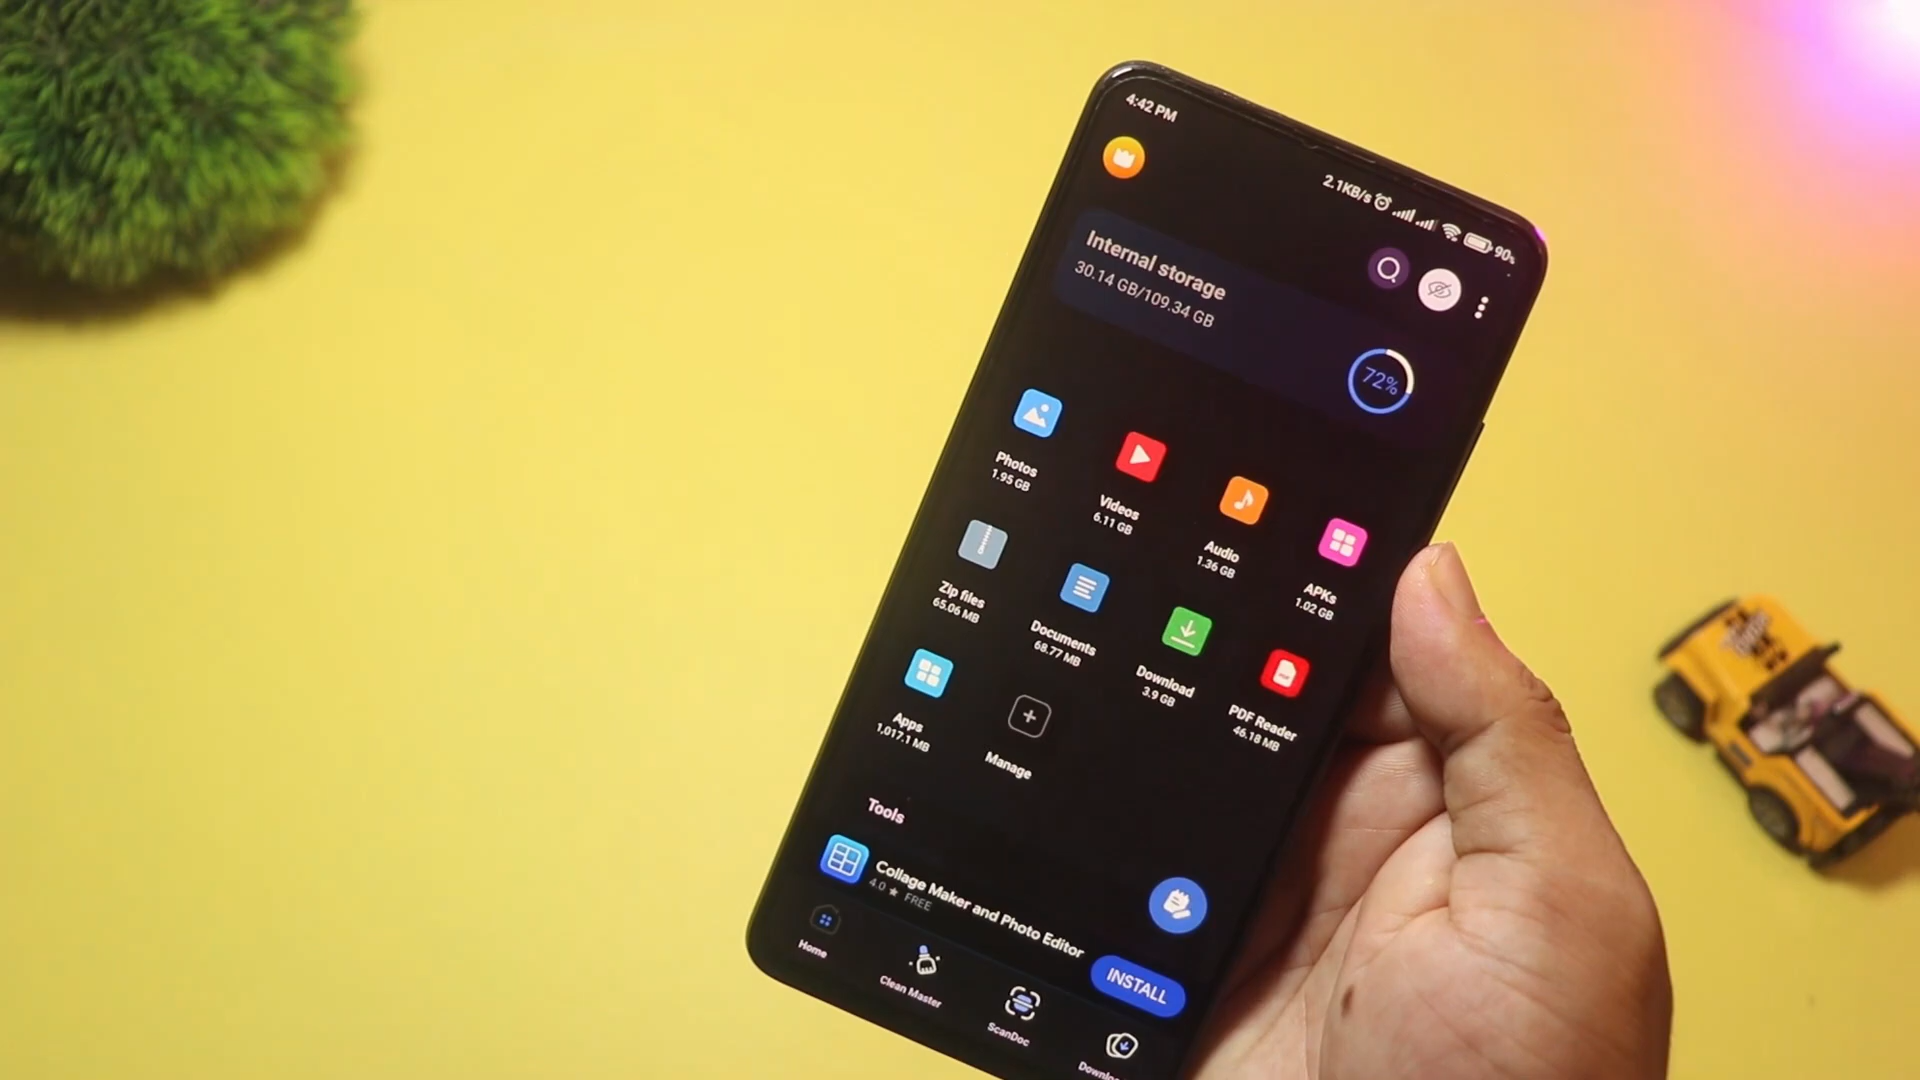 4:42 PM
2.1KB/s
90%
Internal storage
30.14 GB/109.34 GB
72%
Photos
1.95 GB
Videos
6.11 GB
Audio
1.36 GB
APKs
1.02 GB
Zip files
65.06 MB
Documents
68.77 MB
Download
3.9 GB
PDF Reader
46.18 MB
Apps
1,017.1 MB
Manage
Tools
Collage Maker and Photo Editor
4.0 ★ FREE
INSTALL
Home
Clean Master
ScanDoc